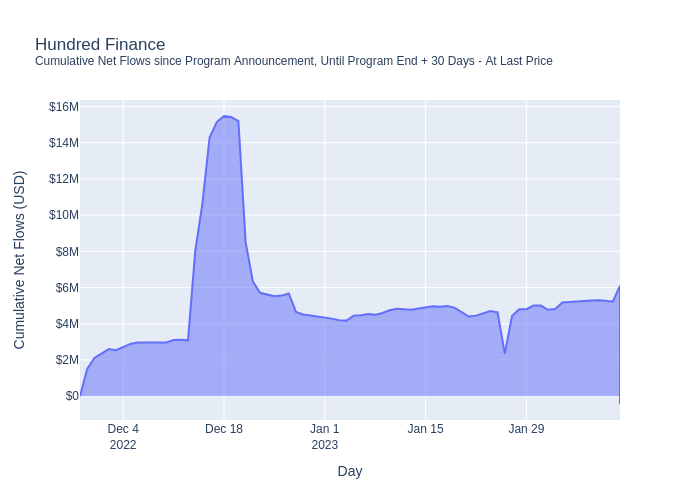 Hundred Finance
Cumulative Net Flows since Program Announcement, Until Program End + 30 Days - At Last Price
Cumulative Net Flows (USD)
$16M
$14M
$12M
$10M
$8M
$6M
$4M
$2M
$0
Dec 4
2022
Dec 18
Jan 1
2023
Jan 15
Jan 29
Day